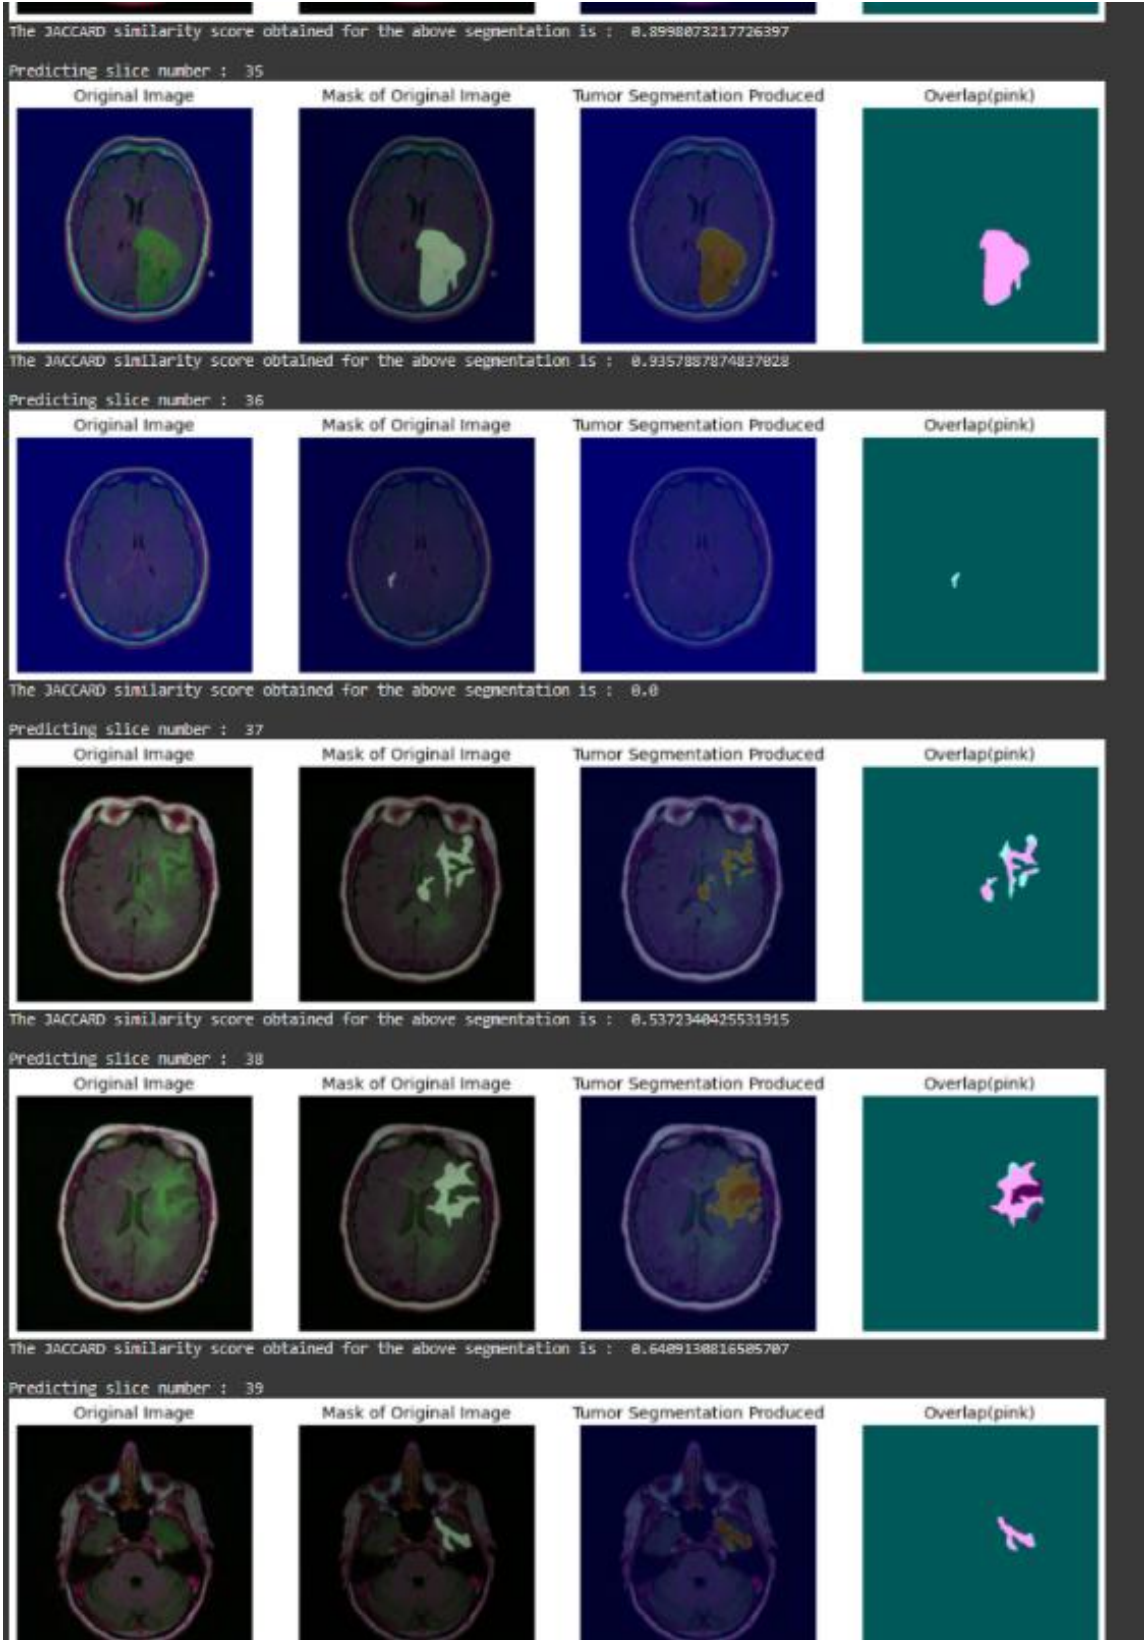 The JACCARD similarity score obtained for the above segmentation is : 0.8998073217726397
Predicting slice number : 35
Original Image Mask of Original Image Tumor Segmentation Produced Overlap(pink)
The JACCARD similarity score obtained for the above segmentation is : 0.9357887874837028
Predicting slice number : 36
Original Image Mask of Original Image Tumor Segmentation Produced Overlap(pink)
The JACCARD similarity score obtained for the above segmentation is : 0.0
Predicting slice number : 37
Original Image Mask of Original Image Tumor Segmentation Produced Overlap(pink)
The JACCARD similarity score obtained for the above segmentation is : 0.5372340425531915
Predicting slice number : 38
Original Image Mask of Original Image Tumor Segmentation Produced Overlap(pink)
The JACCARD similarity score obtained for the above segmentation is : 0.6409130816505707
Predicting slice number : 39
Original Image Mask of Original Image Tumor Segmentation Produced Overlap(pink)